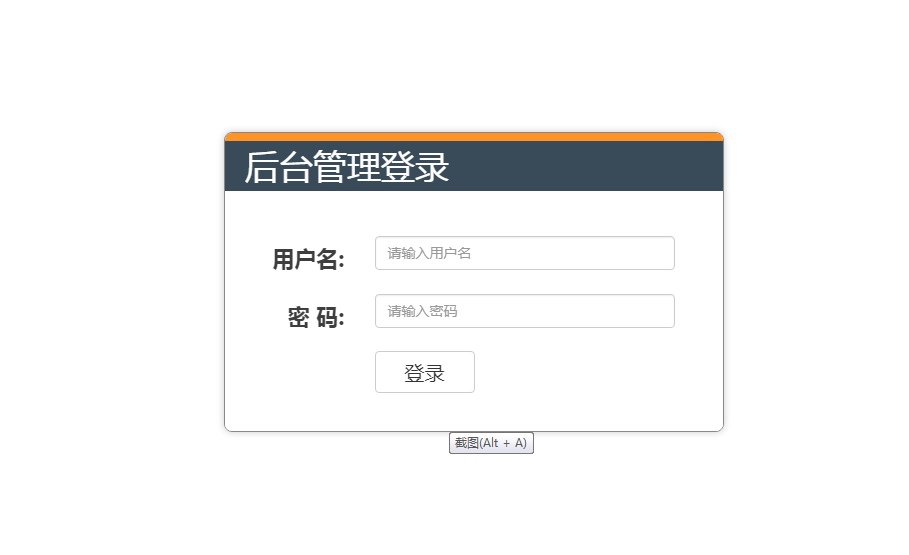 后台管理登录
用户名:
请输入用户名
密 码:
请输入密码
登录
截图(Alt + A)